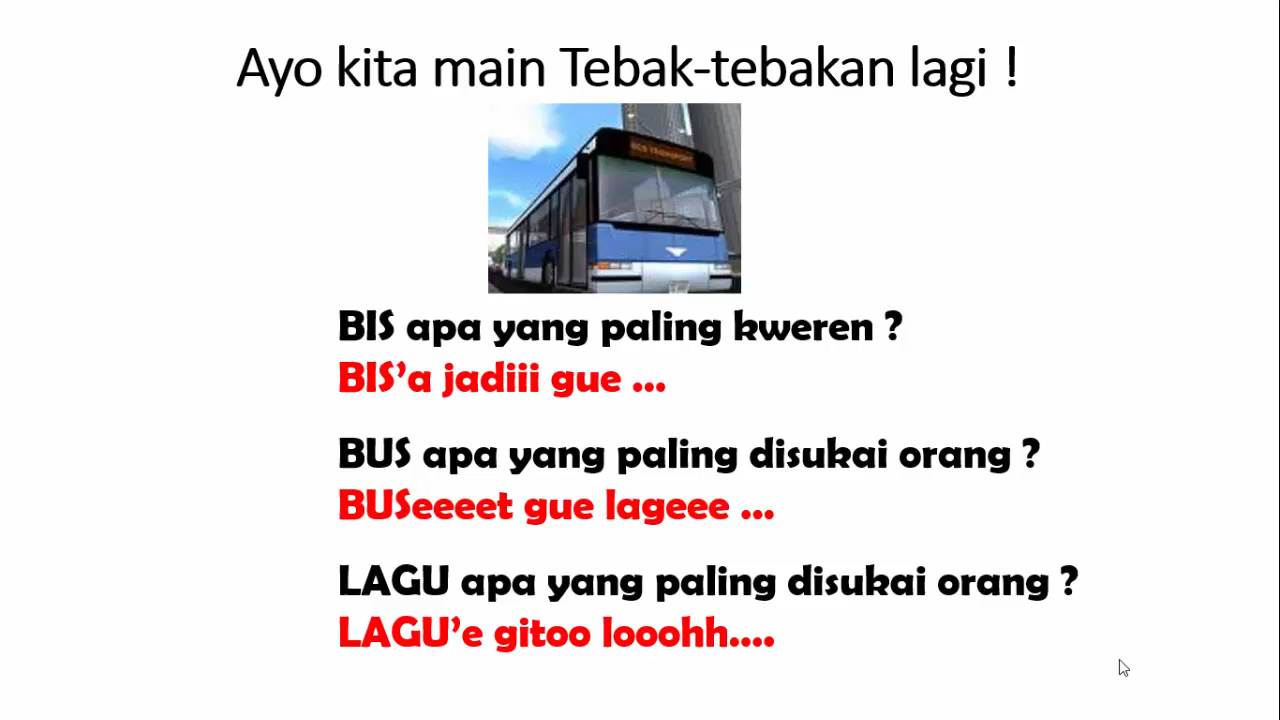 Ayo kita main Tebak-tebakan lagi !
BIS apa yang paling kweren ?
BIS’a jadiii gue ...
BUS apa yang paling disukai orang ?
BUSeeeet gue lageee ...
LAGU apa yang paling disukai orang ?
LAGU’e gitoo looohh....